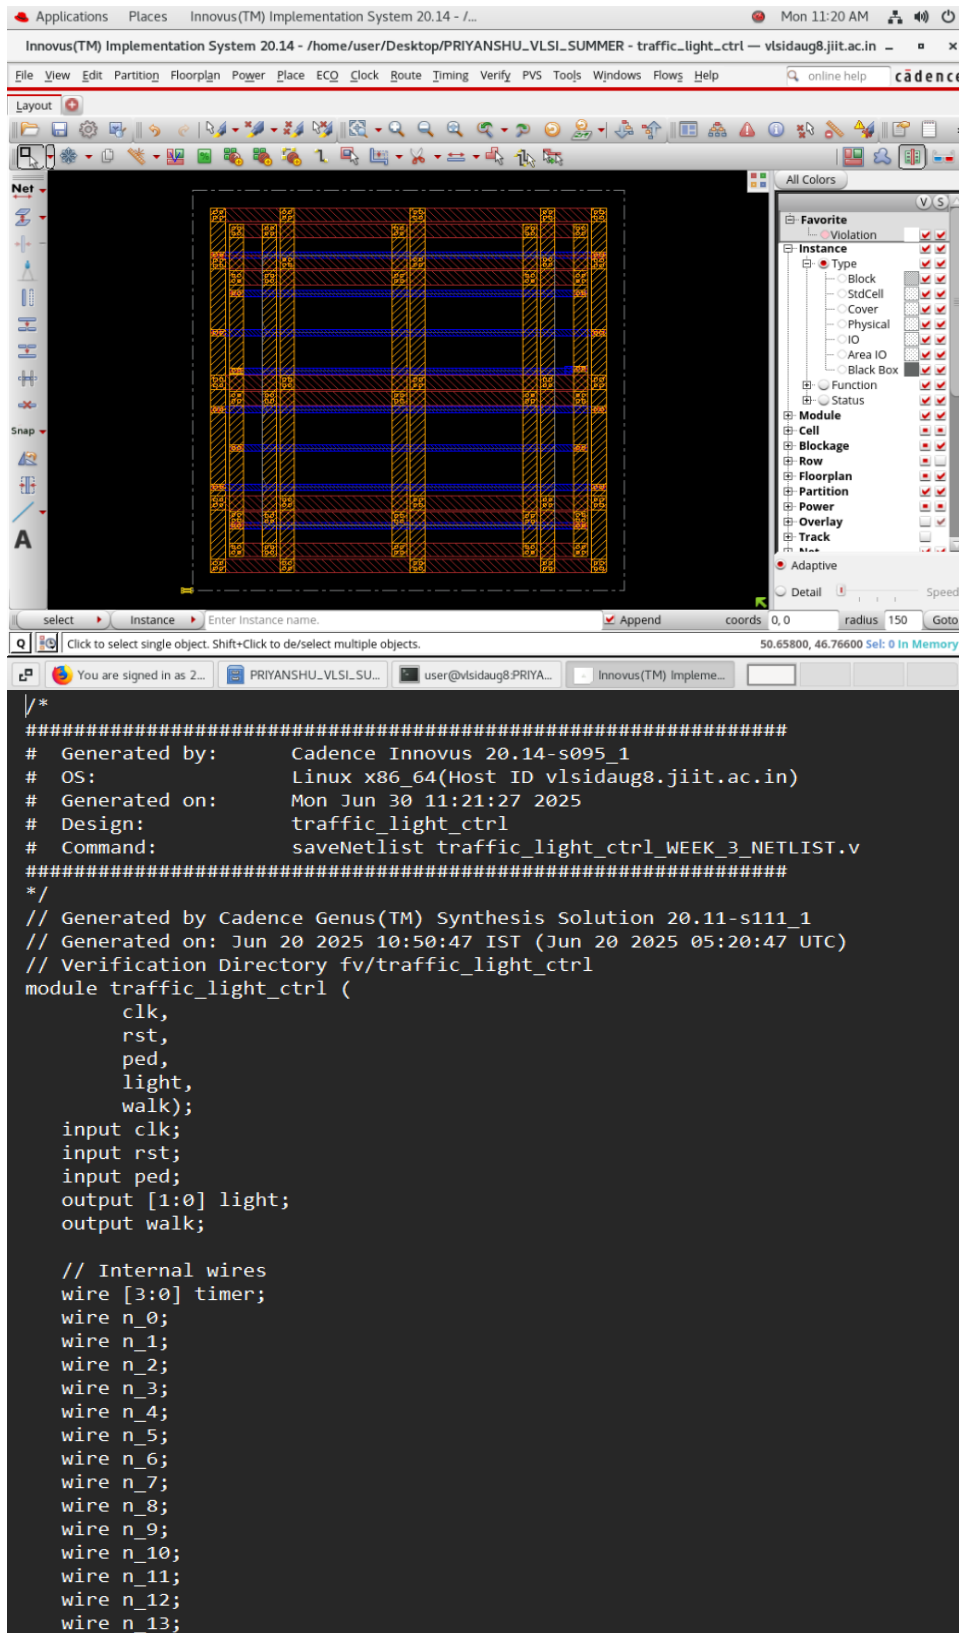 Applications Places Innovus(TM) Implementation System 20.14 - /... Mon 11:20 AM
Innovus(TM) Implementation System 20.14 - /home/user/Desktop/PRIYANSHU_VLSI_SUMMER - traffic_light_ctrl — vlsidaug8.jiit.ac.in
File View Edit Partition Floorplan Power Place ECO Clock Route Timing Verify PVS Tools Windows Flows Help online help cādence
Layout
All Colors
Net
V S
Favorite
Violation
Instance
Type
Block
StdCell
Cover
Physical
IO
Area IO
Black Box
Function
Status
Module
Cell
Blockage
Row
Floorplan
Partition
Power
Overlay
Track
Net
Snap
A
Adaptive
Detail Speed
select Instance Enter Instance name. Append coords 0, 0 radius 150 Goto
Q Click to select single object. Shift+Click to de/select multiple objects. 50.65800, 46.76600 Sel: 0 In Memory
You are signed in as 2... PRIYANSHU_VLSI_SU... user@vlsidaug8:PRIYA... Innovus(TM) Impleme...
/*
###############################################################
# Generated by: Cadence Innovus 20.14-s095_1
# OS: Linux x86_64(Host ID vlsidaug8.jiit.ac.in)
# Generated on: Mon Jun 30 11:21:27 2025
# Design: traffic_light_ctrl
# Command: saveNetlist traffic_light_ctrl_WEEK_3_NETLIST.v
###############################################################
*/
// Generated by Cadence Genus(TM) Synthesis Solution 20.11-s111_1
// Generated on: Jun 20 2025 10:50:47 IST (Jun 20 2025 05:20:47 UTC)
// Verification Directory fv/traffic_light_ctrl
module traffic_light_ctrl (
clk,
rst,
ped,
light,
walk);
input clk;
input rst;
input ped;
output [1:0] light;
output walk;
// Internal wires
wire [3:0] timer;
wire n_0;
wire n_1;
wire n_2;
wire n_3;
wire n_4;
wire n_5;
wire n_6;
wire n_7;
wire n_8;
wire n_9;
wire n_10;
wire n_11;
wire n_12;
wire n_13;